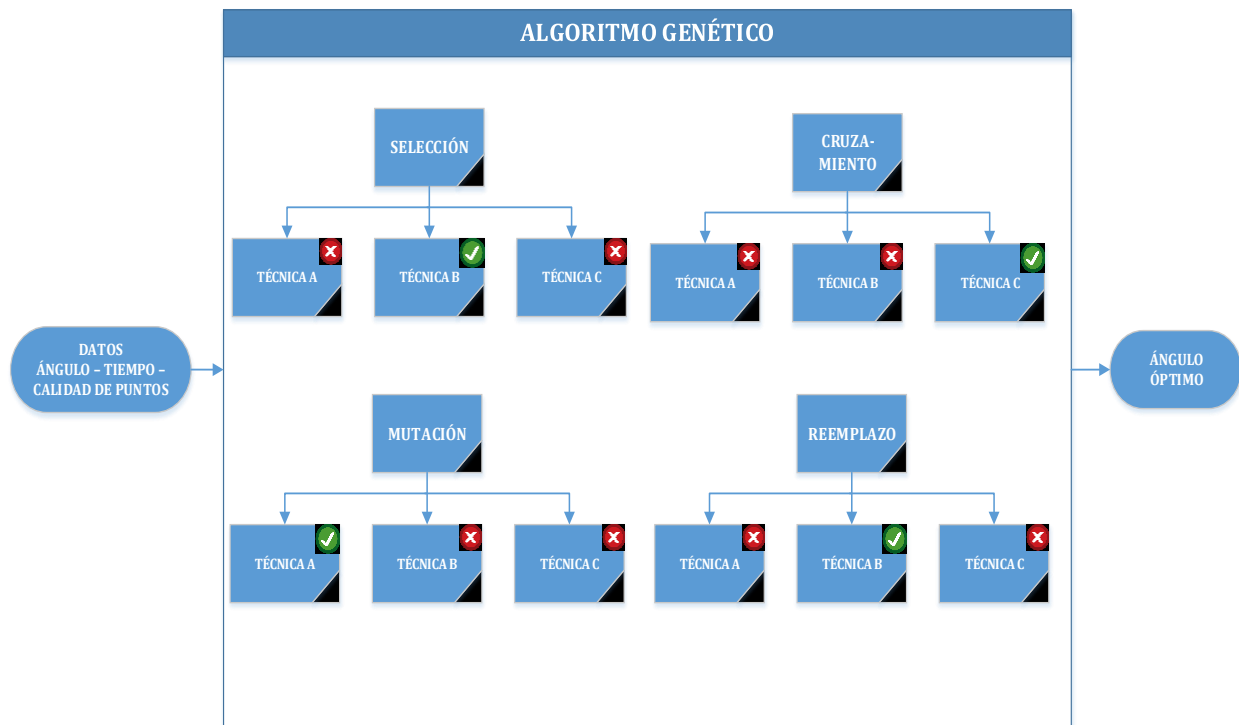 ALGORITMO GENÉTICO
SELECCIÓN
CRUZA-
MIENTO
TÉCNICA A
TÉCNICA B
TÉCNICA C
TÉCNICA A
TÉCNICA B
TÉCNICA C
DATOS
ÁNGULO – TIEMPO –
CALIDAD DE PUNTOS
ÁNGULO
ÓPTIMO
MUTACIÓN
REEMPLAZO
TÉCNICA A
TÉCNICA B
TÉCNICA C
TÉCNICA A
TÉCNICA B
TÉCNICA C